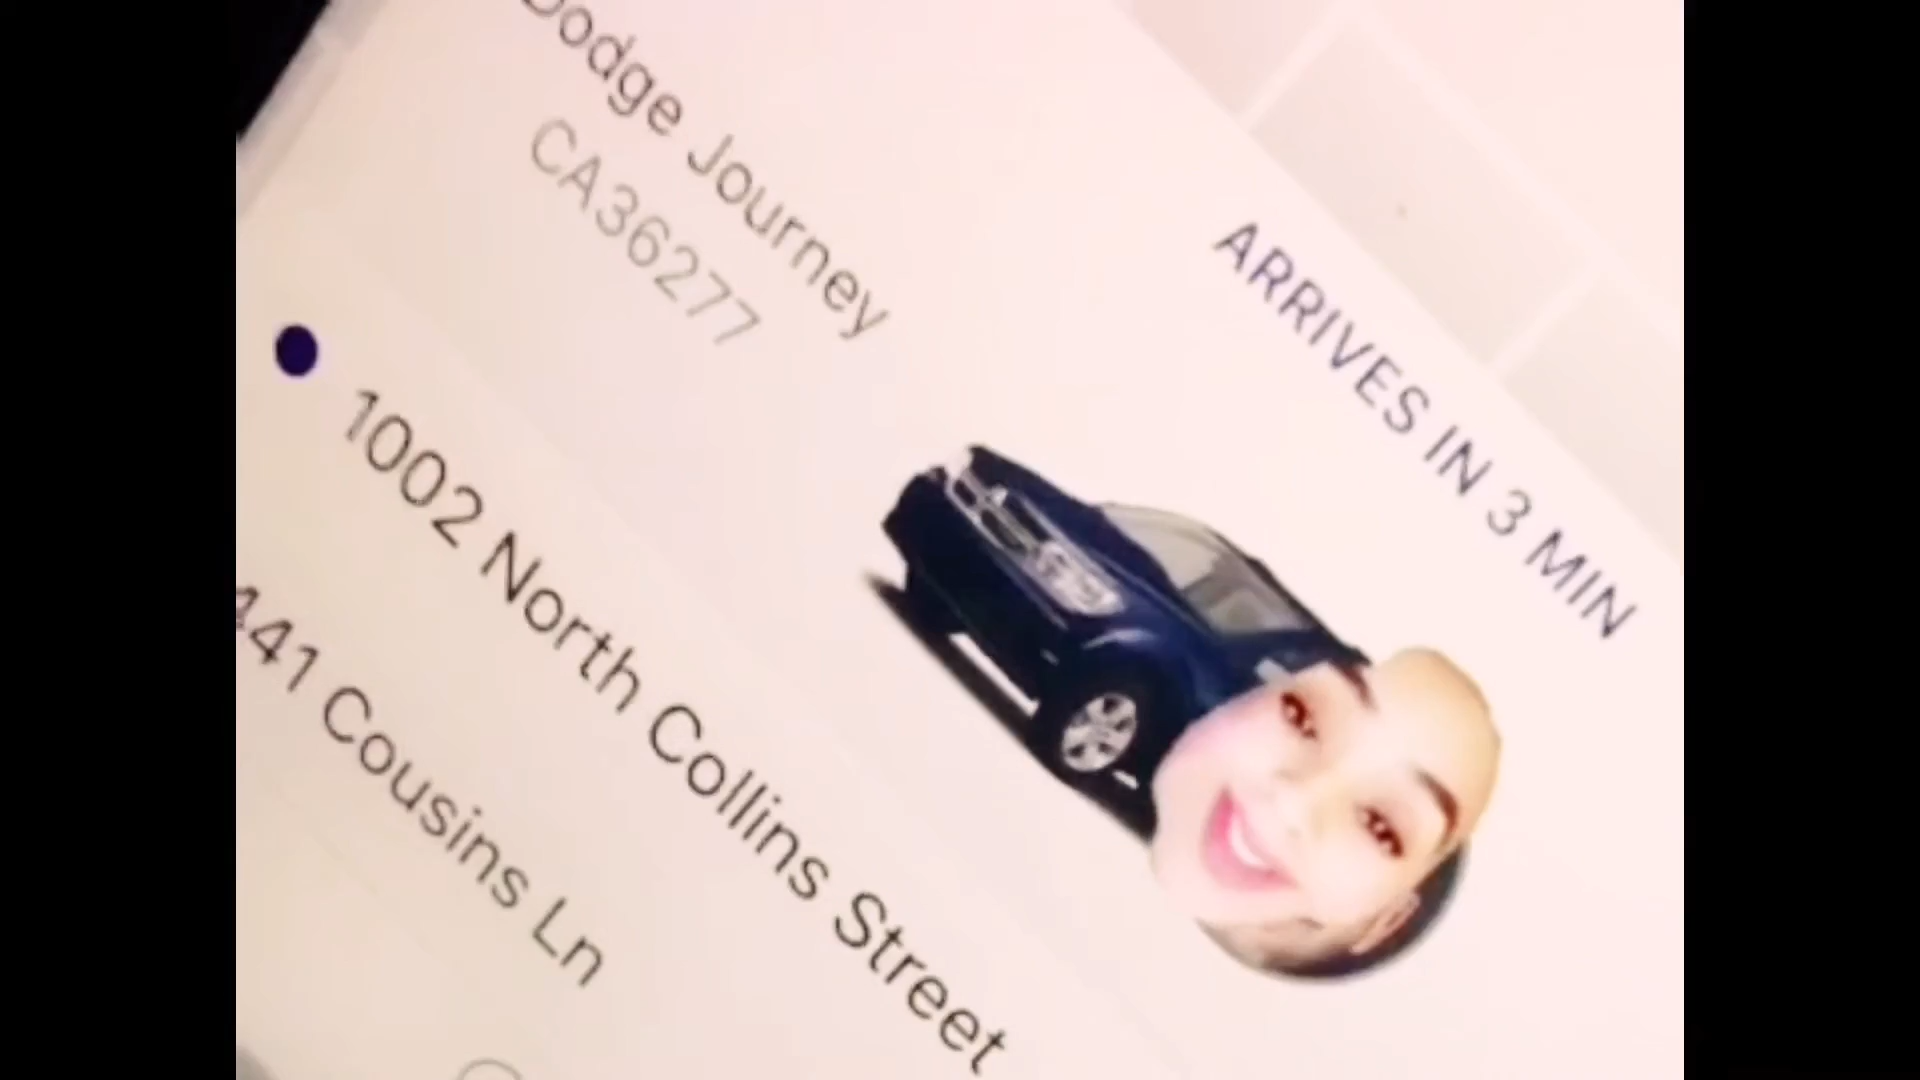 ARRIVES IN 3 MIN
Dodge Journey
CA36277
1002 North Collins Street
441 Cousins Ln